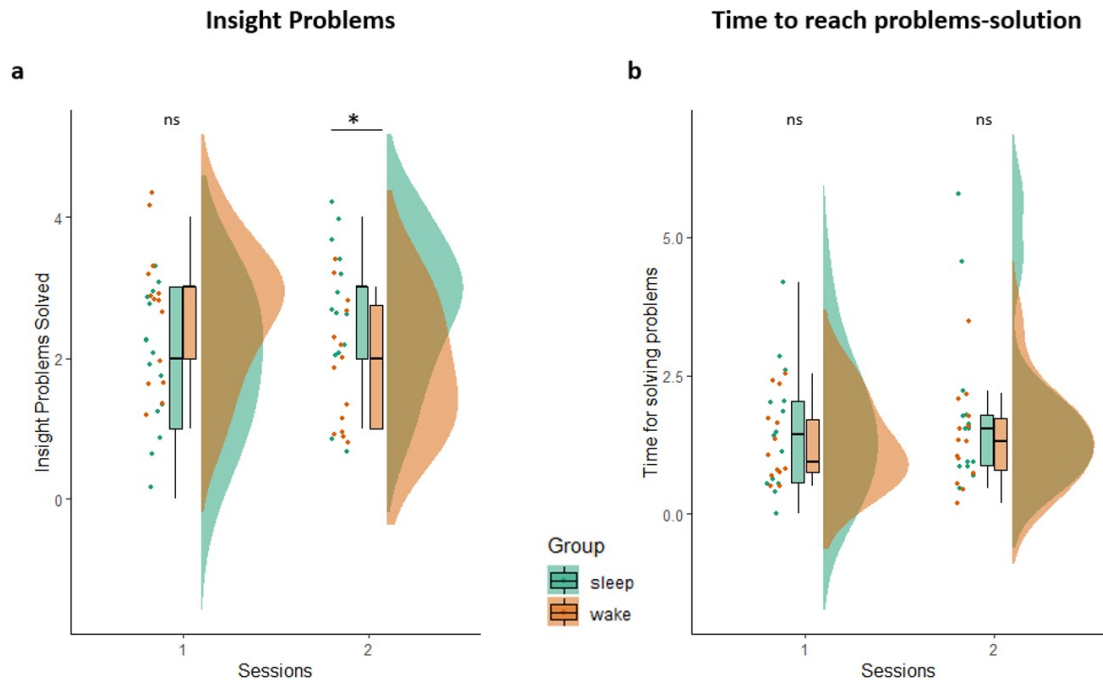 Insight Problems
Time to reach problems-solution
a
b
ns
*
ns
ns
Insight Problems Solved
4
2
0
Time for solving problems
5.0
2.5
0.0
1
2
Sessions
1
2
Sessions
Group
sleep
wake